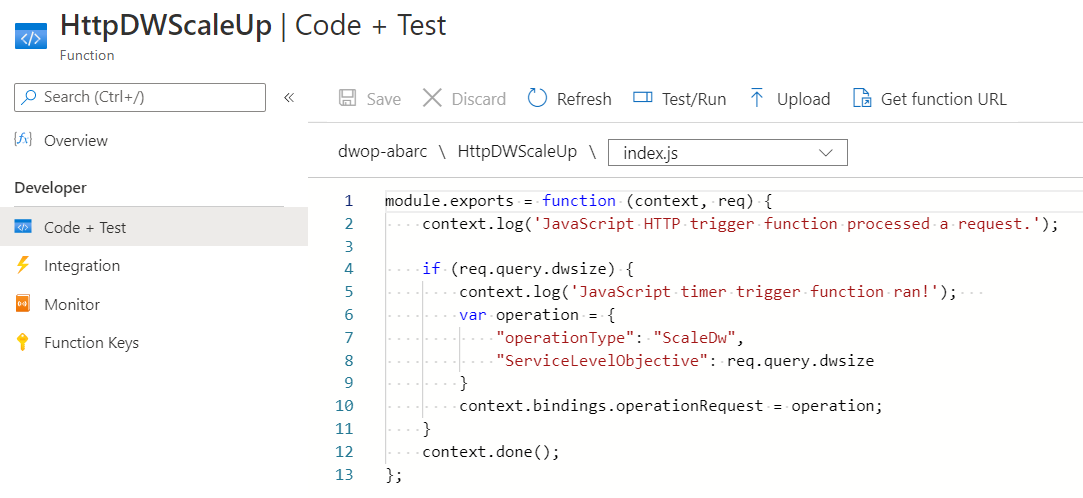 HttpDWScaleUp | Code + Test
Function
Search (Ctrl+/)
«
Overview
Developer
Code + Test
Integration
Monitor
Function Keys
Save Discard Refresh Test/Run Upload Get function URL
dwop-abarc \ HttpDWScaleUp \ index.js
1 module.exports = function (context, req) {
2 context.log('JavaScript HTTP trigger function processed a request.');
3
4 if (req.query.dwsize) {
5 context.log('JavaScript timer trigger function ran!');
6 var operation = {
7 "operationType": "ScaleDw",
8 "ServiceLevelObjective": req.query.dwsize
9 }
10 context.bindings.operationRequest = operation;
11 }
12 context.done();
13 };